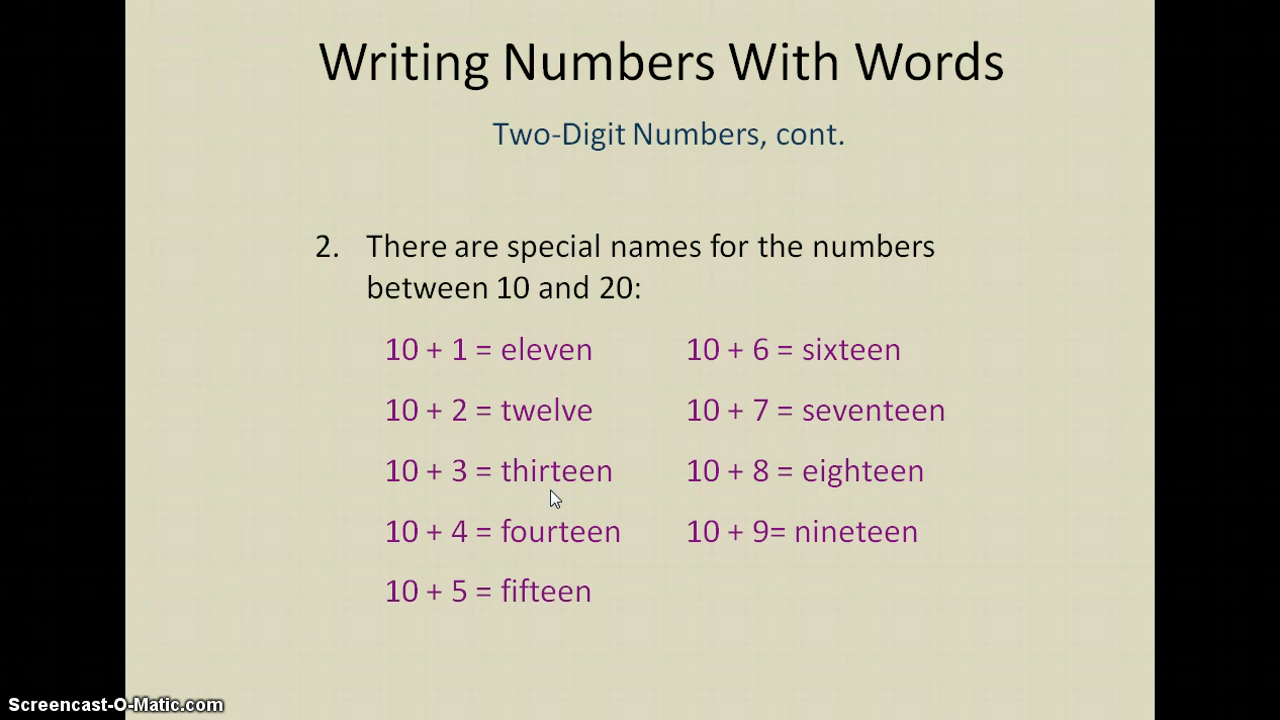 Writing Numbers With Words
Two-Digit Numbers, cont.
2. There are special names for the numbers
between 10 and 20:
10 + 1 = eleven
10 + 2 = twelve
10 + 3 = thirteen
10 + 4 = fourteen
10 + 5 = fifteen
10 + 6 = sixteen
10 + 7 = seventeen
10 + 8 = eighteen
10 + 9= nineteen
Screencast-O-Matic.com